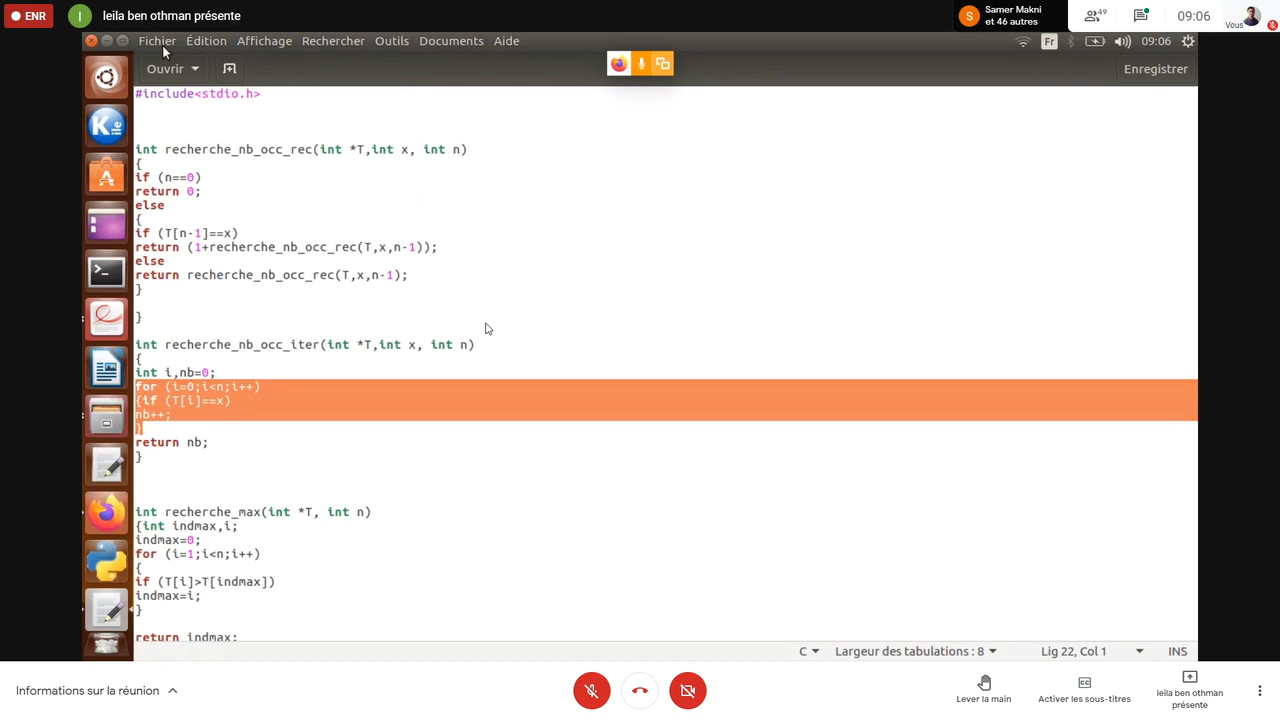 ENR
l
leila ben othman présente
S
Samer Makni
et 46 autres
49
09:06
Vous
Fichier Édition Affichage Rechercher Outils Documents Aide
Fr
09:06
Ouvrir
Enregistrer
#include<stdio.h>
int recherche_nb_occ_rec(int *T,int x, int n)
{
if (n==0)
return 0;
else
{
if (T[n-1]==x)
return (1+recherche_nb_occ_rec(T,x,n-1));
else
return recherche_nb_occ_rec(T,x,n-1);
}
}
int recherche_nb_occ_iter(int *T,int x, int n)
{
int i,nb=0;
for (i=0;i<n;i++)
{if (T[i]==x)
nb++;
}
return nb;
}
int recherche_max(int *T, int n)
{int indmax,i;
indmax=0;
for (i=1;i<n;i++)
{
if (T[i]>T[indmax])
indmax=i;
}
return indmax;
C
Largeur des tabulations : 8
Lig 22, Col 1
INS
Informations sur la réunion
Lever la main
Activer les sous-titres
leila ben othman
présente